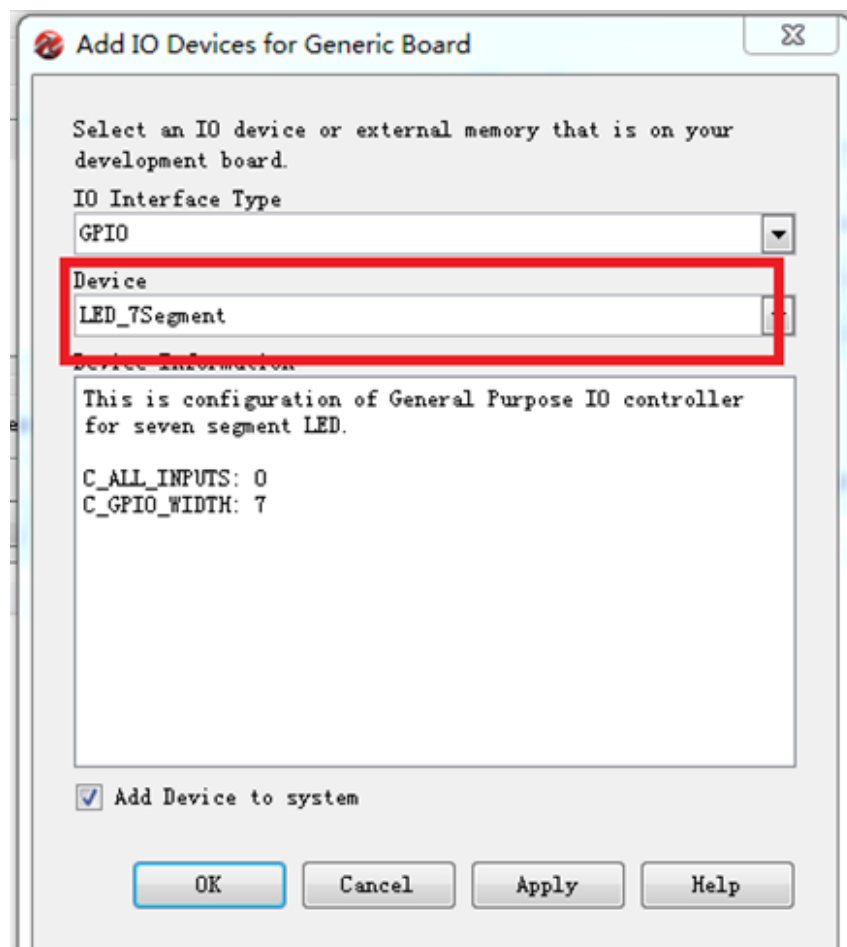 Add IO Devices for Generic Board
Select an IO device or external memory that is on your
development board.
IO Interface Type
GPIO
Device
LED_7Segment
Device Information
This is configuration of General Purpose IO controller
for seven segment LED.
C_ALL_INPUTS: 0
C_GPIO_WIDTH: 7
Add Device to system
OK
Cancel
Apply
Help